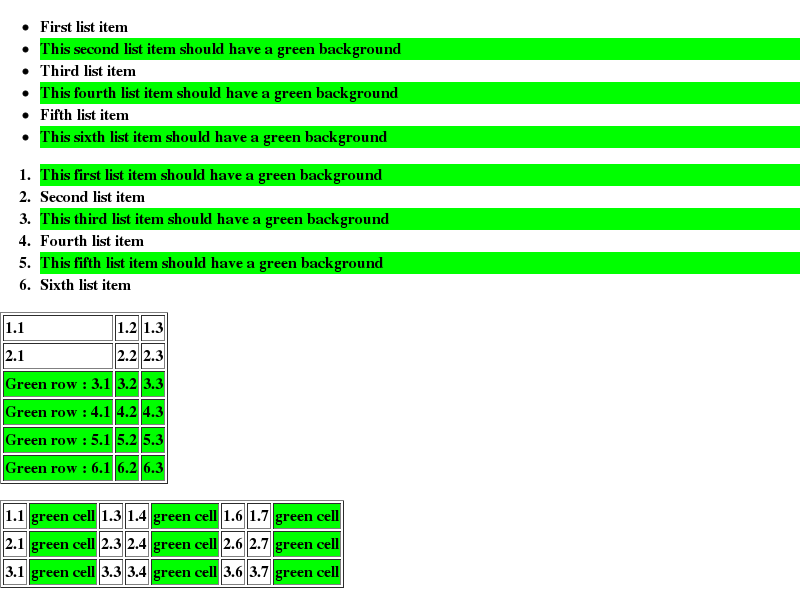 First list item
This second list item should have a green background
Third list item
This fourth list item should have a green background
Fifth list item
This sixth list item should have a green background
1. This first list item should have a green background
2. Second list item
3. This third list item should have a green background
4. Fourth list item
5. This fifth list item should have a green background
6. Sixth list item
1.1 1.2 1.3
2.1 2.2 2.3
Green row : 3.1 3.2 3.3
Green row : 4.1 4.2 4.3
Green row : 5.1 5.2 5.3
Green row : 6.1 6.2 6.3
1.1 green cell 1.3 1.4 green cell 1.6 1.7 green cell
2.1 green cell 2.3 2.4 green cell 2.6 2.7 green cell
3.1 green cell 3.3 3.4 green cell 3.6 3.7 green cell